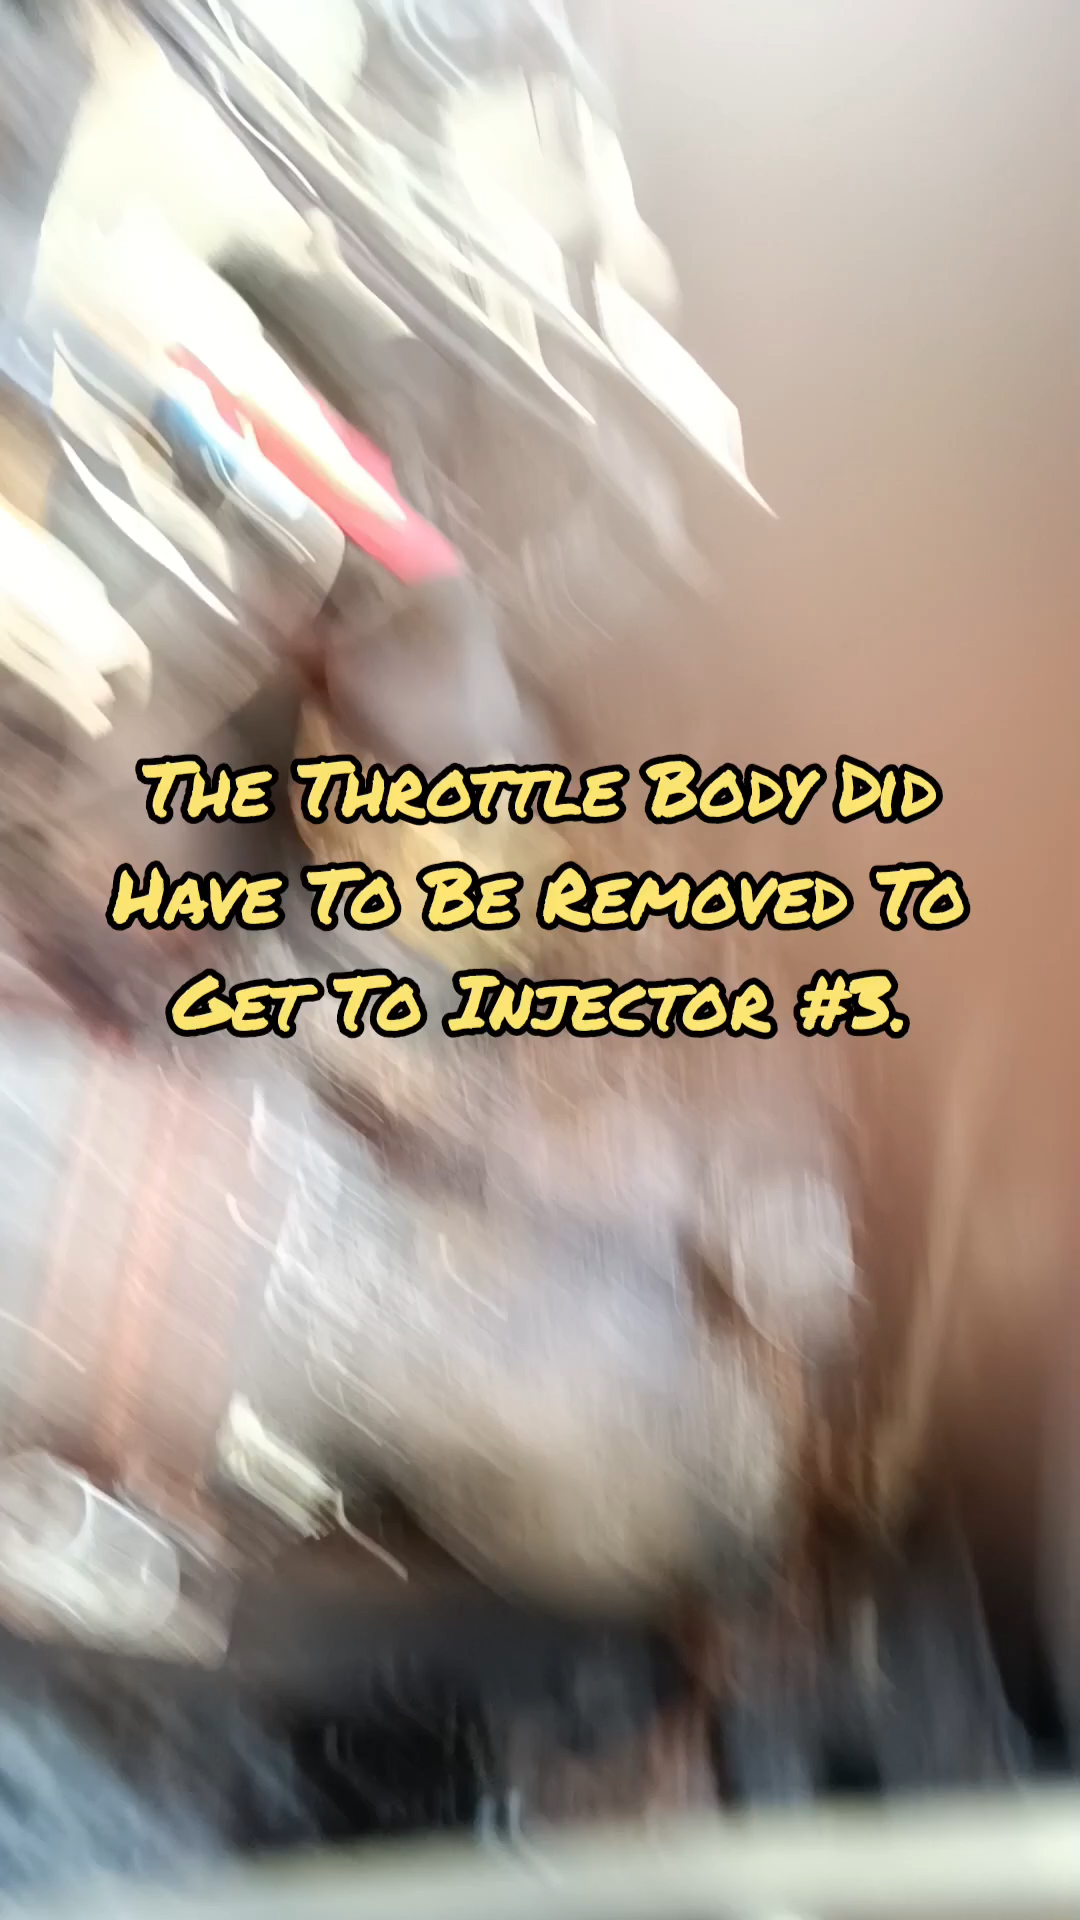 The Throttle Body Did
Have To Be Removed To
Get To Injector #3.